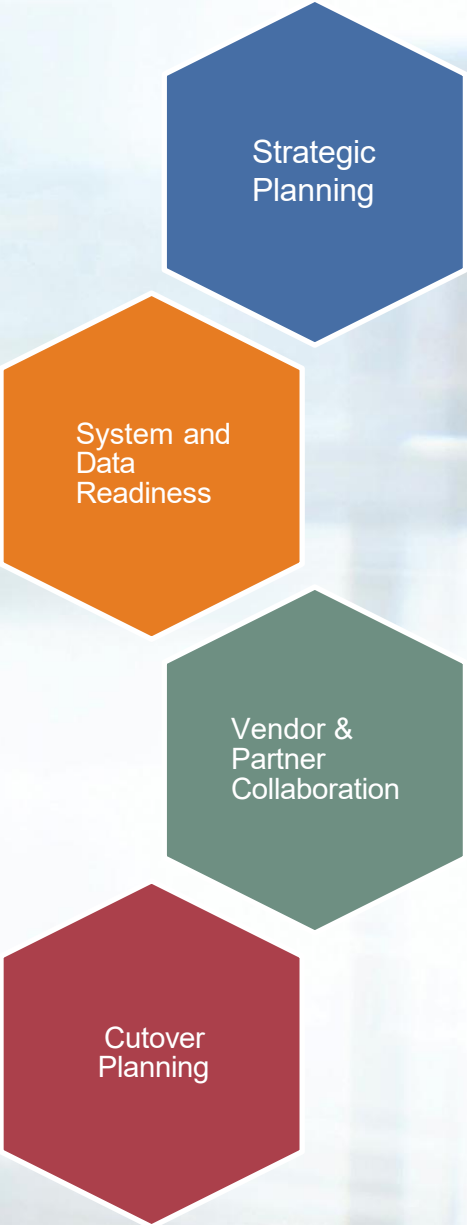 Strategic
Planning
System and
Data
Readiness
Vendor &
Partner
Collaboration
Cutover
Planning